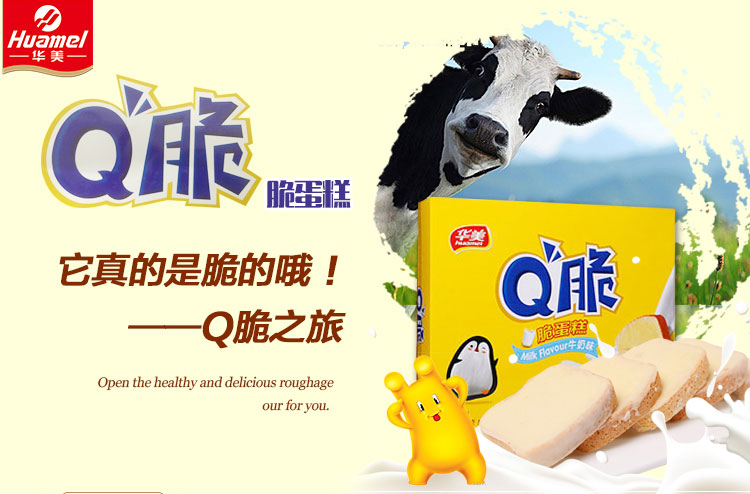 Huamei
华美
Q脆
脆蛋糕
它真的是脆的哦！
——Q脆之旅
Open the healthy and delicious roughage
our for you.
华美
Huamei
Q脆
脆蛋糕
Milk Flavour牛奶味